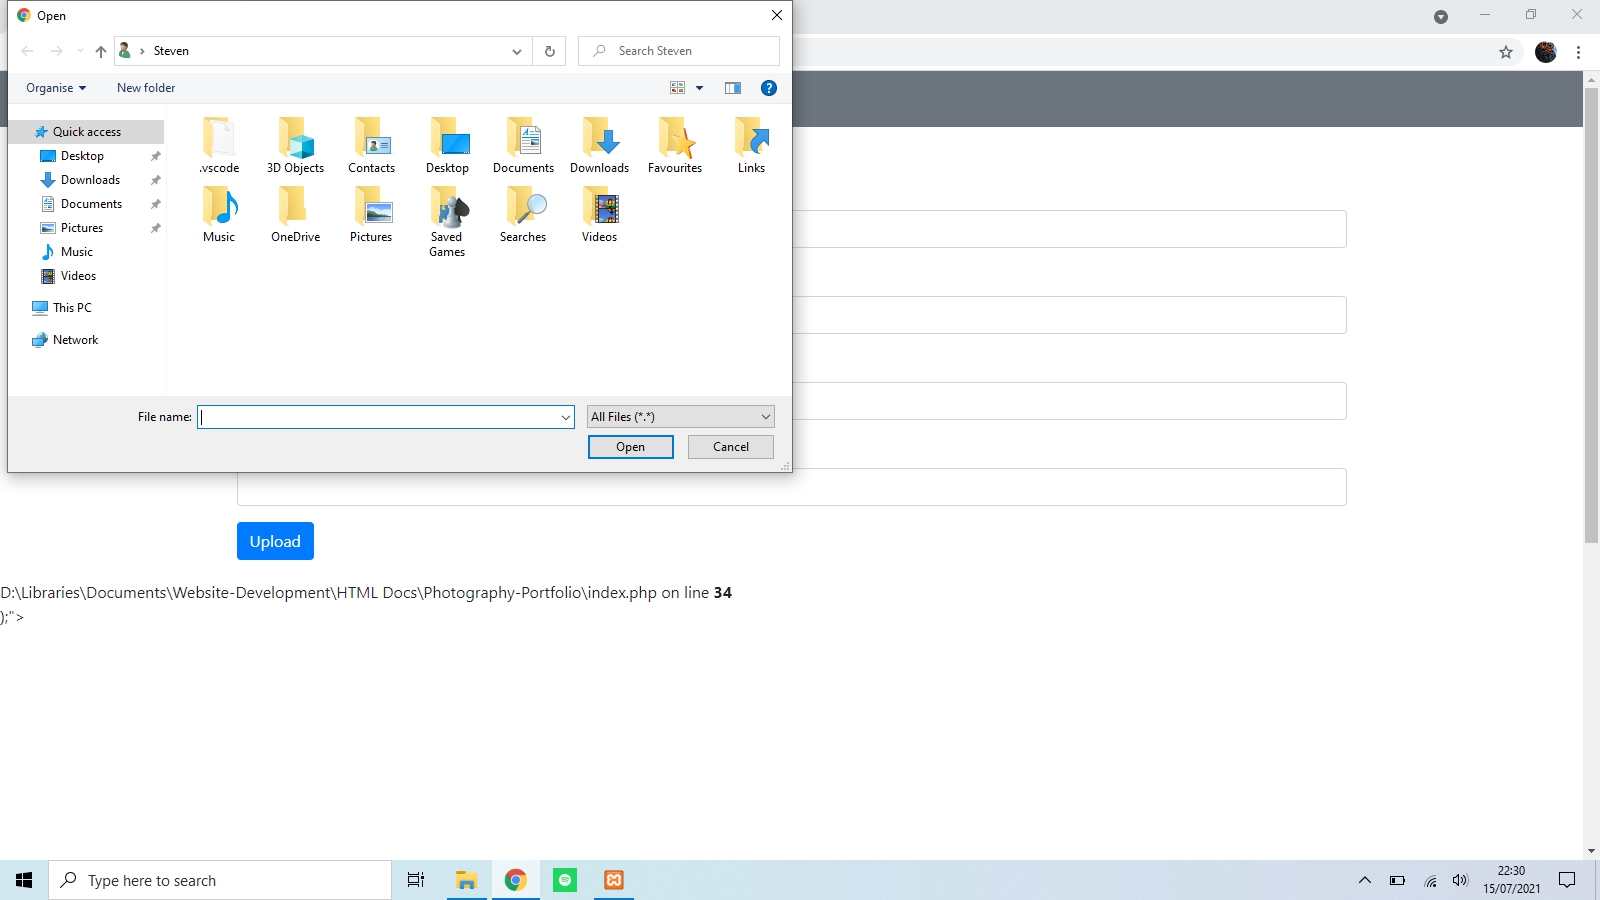 Open
Steven
Search Steven
Organise
New folder
Quick access
Desktop
Downloads
Documents
Pictures
Music
Videos
This PC
Network
.vscode
3D Objects
Contacts
Desktop
Documents
Downloads
Favourites
Links
Music
OneDrive
Pictures
Saved
Games
Searches
Videos
File name:
All Files (*.*)
Open
Cancel
Upload
D:\Libraries\Documents\Website-Development\HTML Docs\Photography-Portfolio\index.php on line 34
);">
Type here to search
22:30
15/07/2021